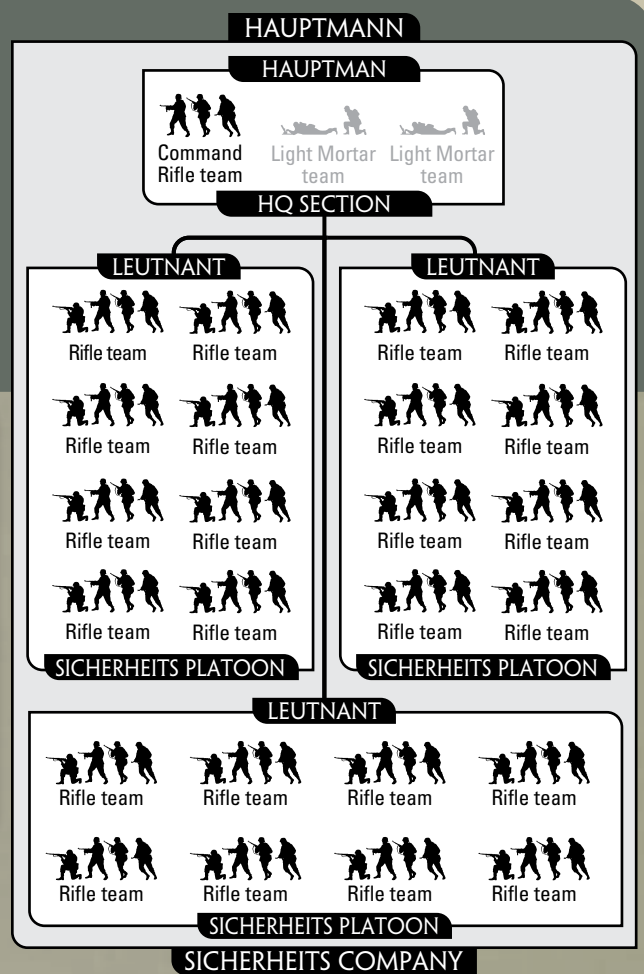 HAUPTMANN
HAUPTMAN
Command
Rifle team
Light Mortar
team
Light Mortar
team
HQ SECTION
LEUTNANT
Rifle team Rifle team
Rifle team Rifle team
Rifle team Rifle team
Rifle team Rifle team
SICHERHEITS PLATOON
LEUTNANT
Rifle team Rifle team
Rifle team Rifle team
Rifle team Rifle team
Rifle team Rifle team
SICHERHEITS PLATOON
LEUTNANT
Rifle team Rifle team Rifle team Rifle team
Rifle team Rifle team Rifle team Rifle team
SICHERHEITS PLATOON
SICHERHEITS COMPANY